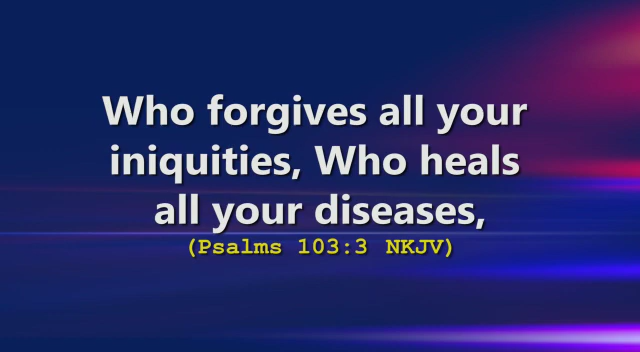 Who forgives all your
iniquities, Who heals
all your diseases,
(Psalms 103:3 NKJV)